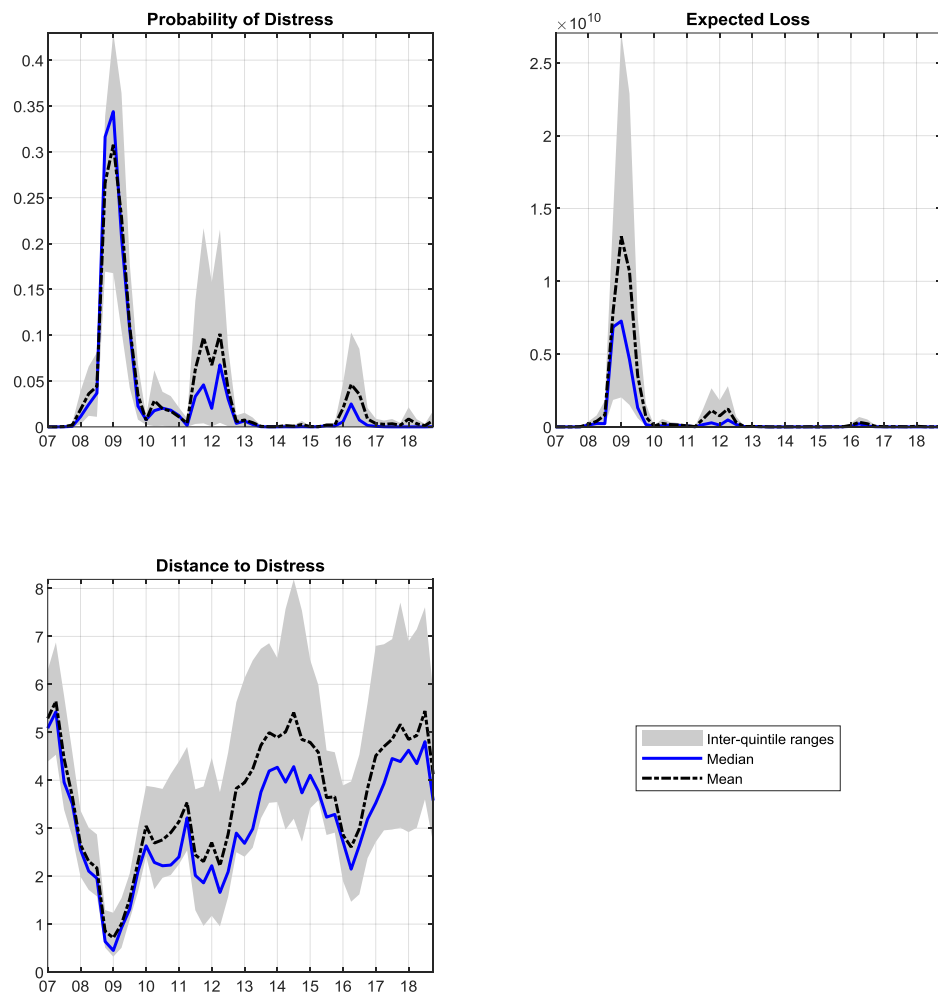 Probability of Distress
0.4
0.35
0.3
0.25
0.2
0.15
0.1
0.05
0
07 08 09 10 11 12 13 14 15 16 17 18
Expected Loss
×10^10
2.5
2
1.5
1
0.5
0
07 08 09 10 11 12 13 14 15 16 17 18
Distance to Distress
8
7
6
5
4
3
2
1
0
07 08 09 10 11 12 13 14 15 16 17 18
Inter-quintile ranges
Median
Mean